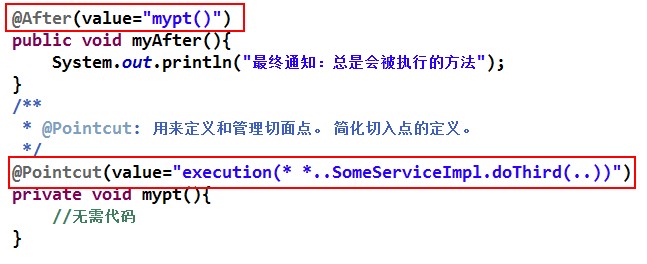 @After(value="mypt()")
public void myAfter(){
    System.out.println("最终通知：总是会被执行的方法");
}
/**
 * @Pointcut: 用来定义和管理切面点。 简化切入点的定义。
 */
@Pointcut(value="execution(* *..SomeServiceImpl.doThird(..))")
private void mypt(){
    //无需代码
}